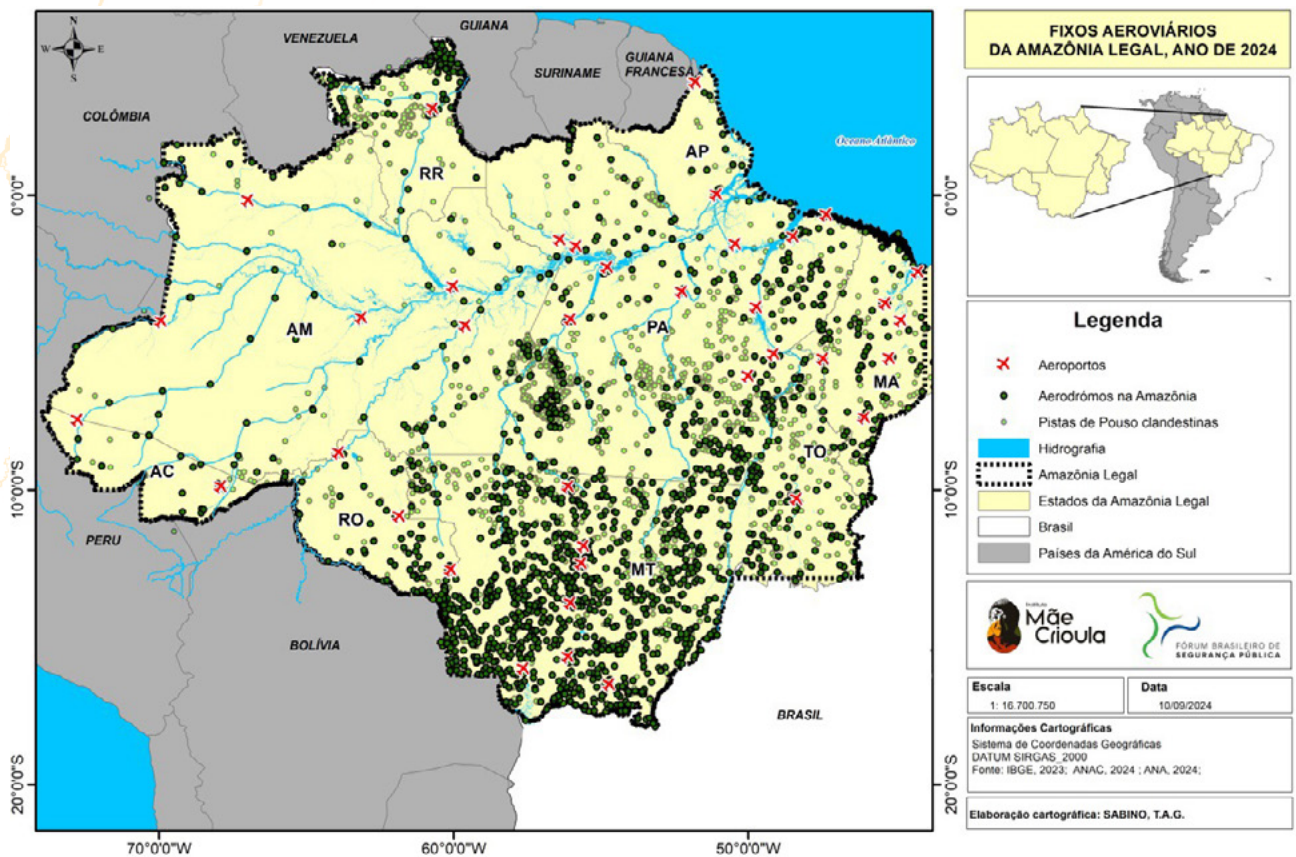 FIXOS AEROVIÁRIOS
DA AMAZÔNIA LEGAL, ANO DE 2024
N
W
E
S
VENEZUELA
GUIANA
SURINAME
GUIANA
FRANCESA
COLÔMBIA
Oceano Atlântico
AP
RR
0°0'0"
0°0'0"
AM
PA
MA
TO
AC
RO
MT
10°0'0"S
10°0'0"S
PERU
BOLÍVIA
BRASIL
20°0'0"S
20°0'0"S
70°0'0"W
60°0'0"W
50°0'0"W
Legenda
Aeroportos
Aerodrómos na Amazônia
Pistas de Pouso clandestinas
Hidrografia
Amazônia Legal
Estados da Amazônia Legal
Brasil
Países da América do Sul
Instituto
Mãe
Crioula
FÓRUM BRASILEIRO DE
SEGURANÇA PÚBLICA
Escala
1: 16.700.750
Data
10/09/2024
Informações Cartográficas
Sistema de Coordenadas Geográficas
DATUM SIRGAS_2000
Fonte: IBGE, 2023; ANAC, 2024 ; ANA, 2024;
Elaboração cartográfica: SABINO, T.A.G.